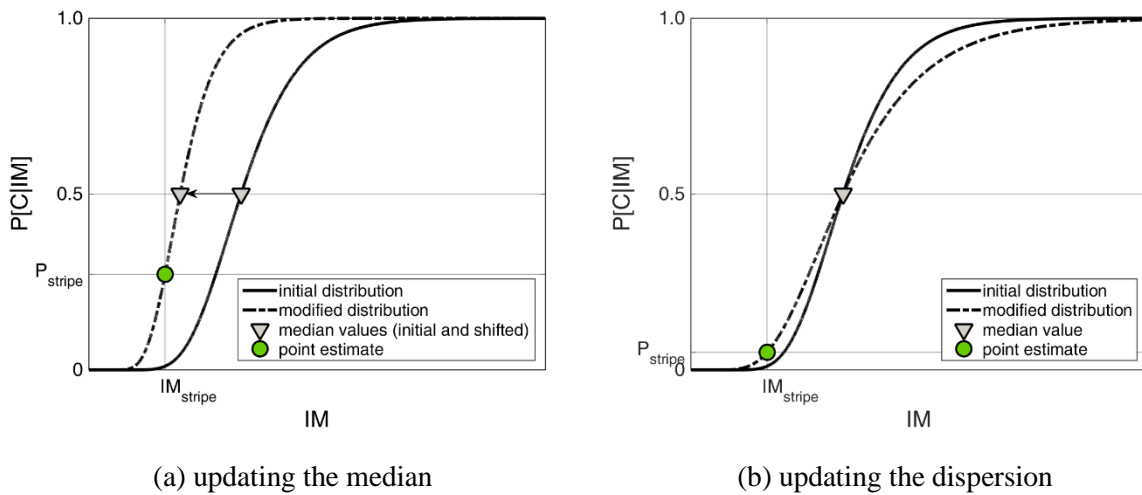 1.0
0.5
P_stripe
0
P[C|IM]
initial distribution
modified distribution
median values (initial and shifted)
point estimate
IM_stripe
IM
(a) updating the median
1.0
0.5
P_stripe
0
P[C|IM]
initial distribution
modified distribution
median value
point estimate
IM_stripe
IM
(b) updating the dispersion